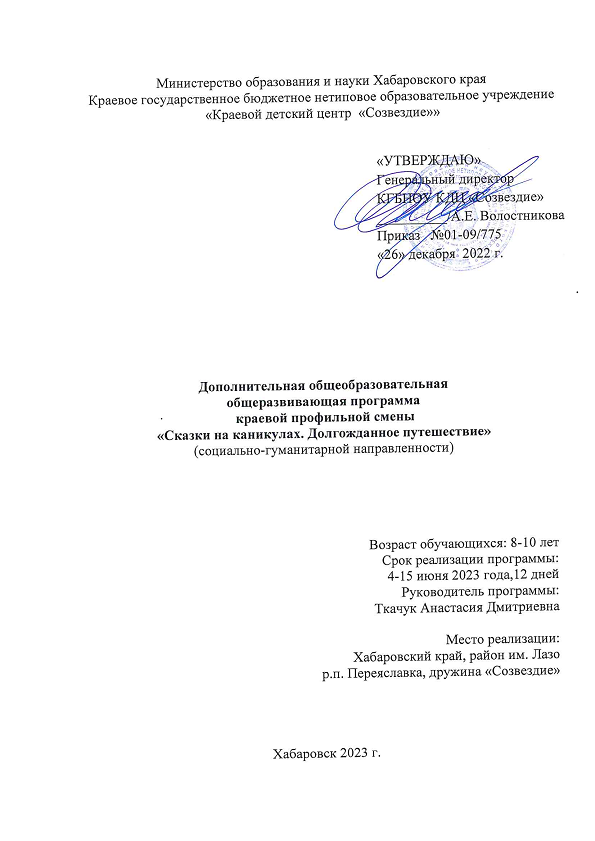 Министерство образования и науки Хабаровского края
Краевое государственное бюджетное нетиповое образовательное учреждение
«Краевой детский центр «Созвездие»»
«УТВЕРЖДАЮ»
Генеральный директор
КГБНОУ КДЦ «Созвездие»
А.Е. Волостникова
Приказ №01-09/775
«26» декабря 2022 г.
Дополнительная общеобразовательная
общеразвивающая программа
краевой профильной смены
«Сказки на каникулах. Долгожданное путешествие»
(социально-гуманитарной направленности)
Возраст обучающихся: 8-10 лет
Срок реализации программы:
4-15 июня 2023 года,12 дней
Руководитель программы:
Ткачук Анастасия Дмитриевна
Место реализации:
Хабаровский край, район им. Лазо
р.п. Переяславка, дружина «Созвездие»
Хабаровск 2023 г.